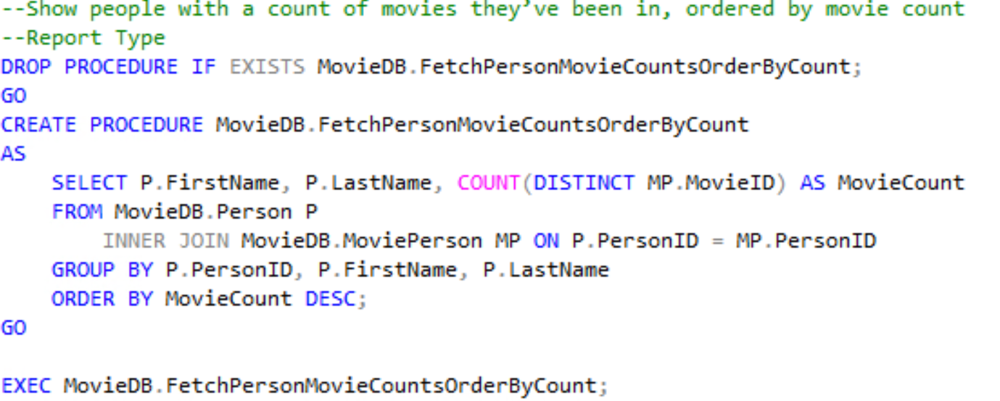 --Show people with a count of movies they’ve been in, ordered by movie count
--Report Type
DROP PROCEDURE IF EXISTS MovieDB.FetchPersonMovieCountsOrderByCount;
GO
CREATE PROCEDURE MovieDB.FetchPersonMovieCountsOrderByCount
AS
    SELECT P.FirstName, P.LastName, COUNT(DISTINCT MP.MovieID) AS MovieCount
    FROM MovieDB.Person P
        INNER JOIN MovieDB.MoviePerson MP ON P.PersonID = MP.PersonID
    GROUP BY P.PersonID, P.FirstName, P.LastName
    ORDER BY MovieCount DESC;
GO

EXEC MovieDB.FetchPersonMovieCountsOrderByCount;